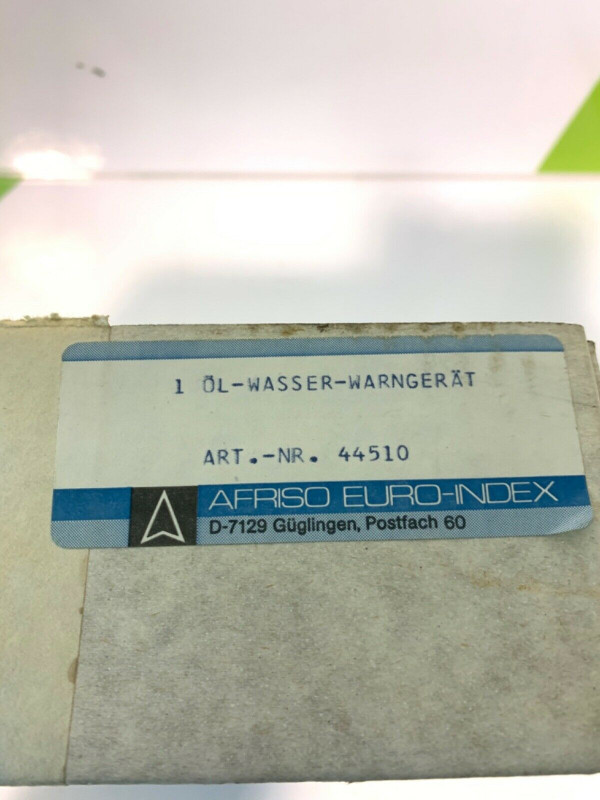 1 ÖL-WASSER-WARNGERÄT
ART.-NR. 44510
AFRISO EURO-INDEX
D-7129 Güglingen, Postfach 60